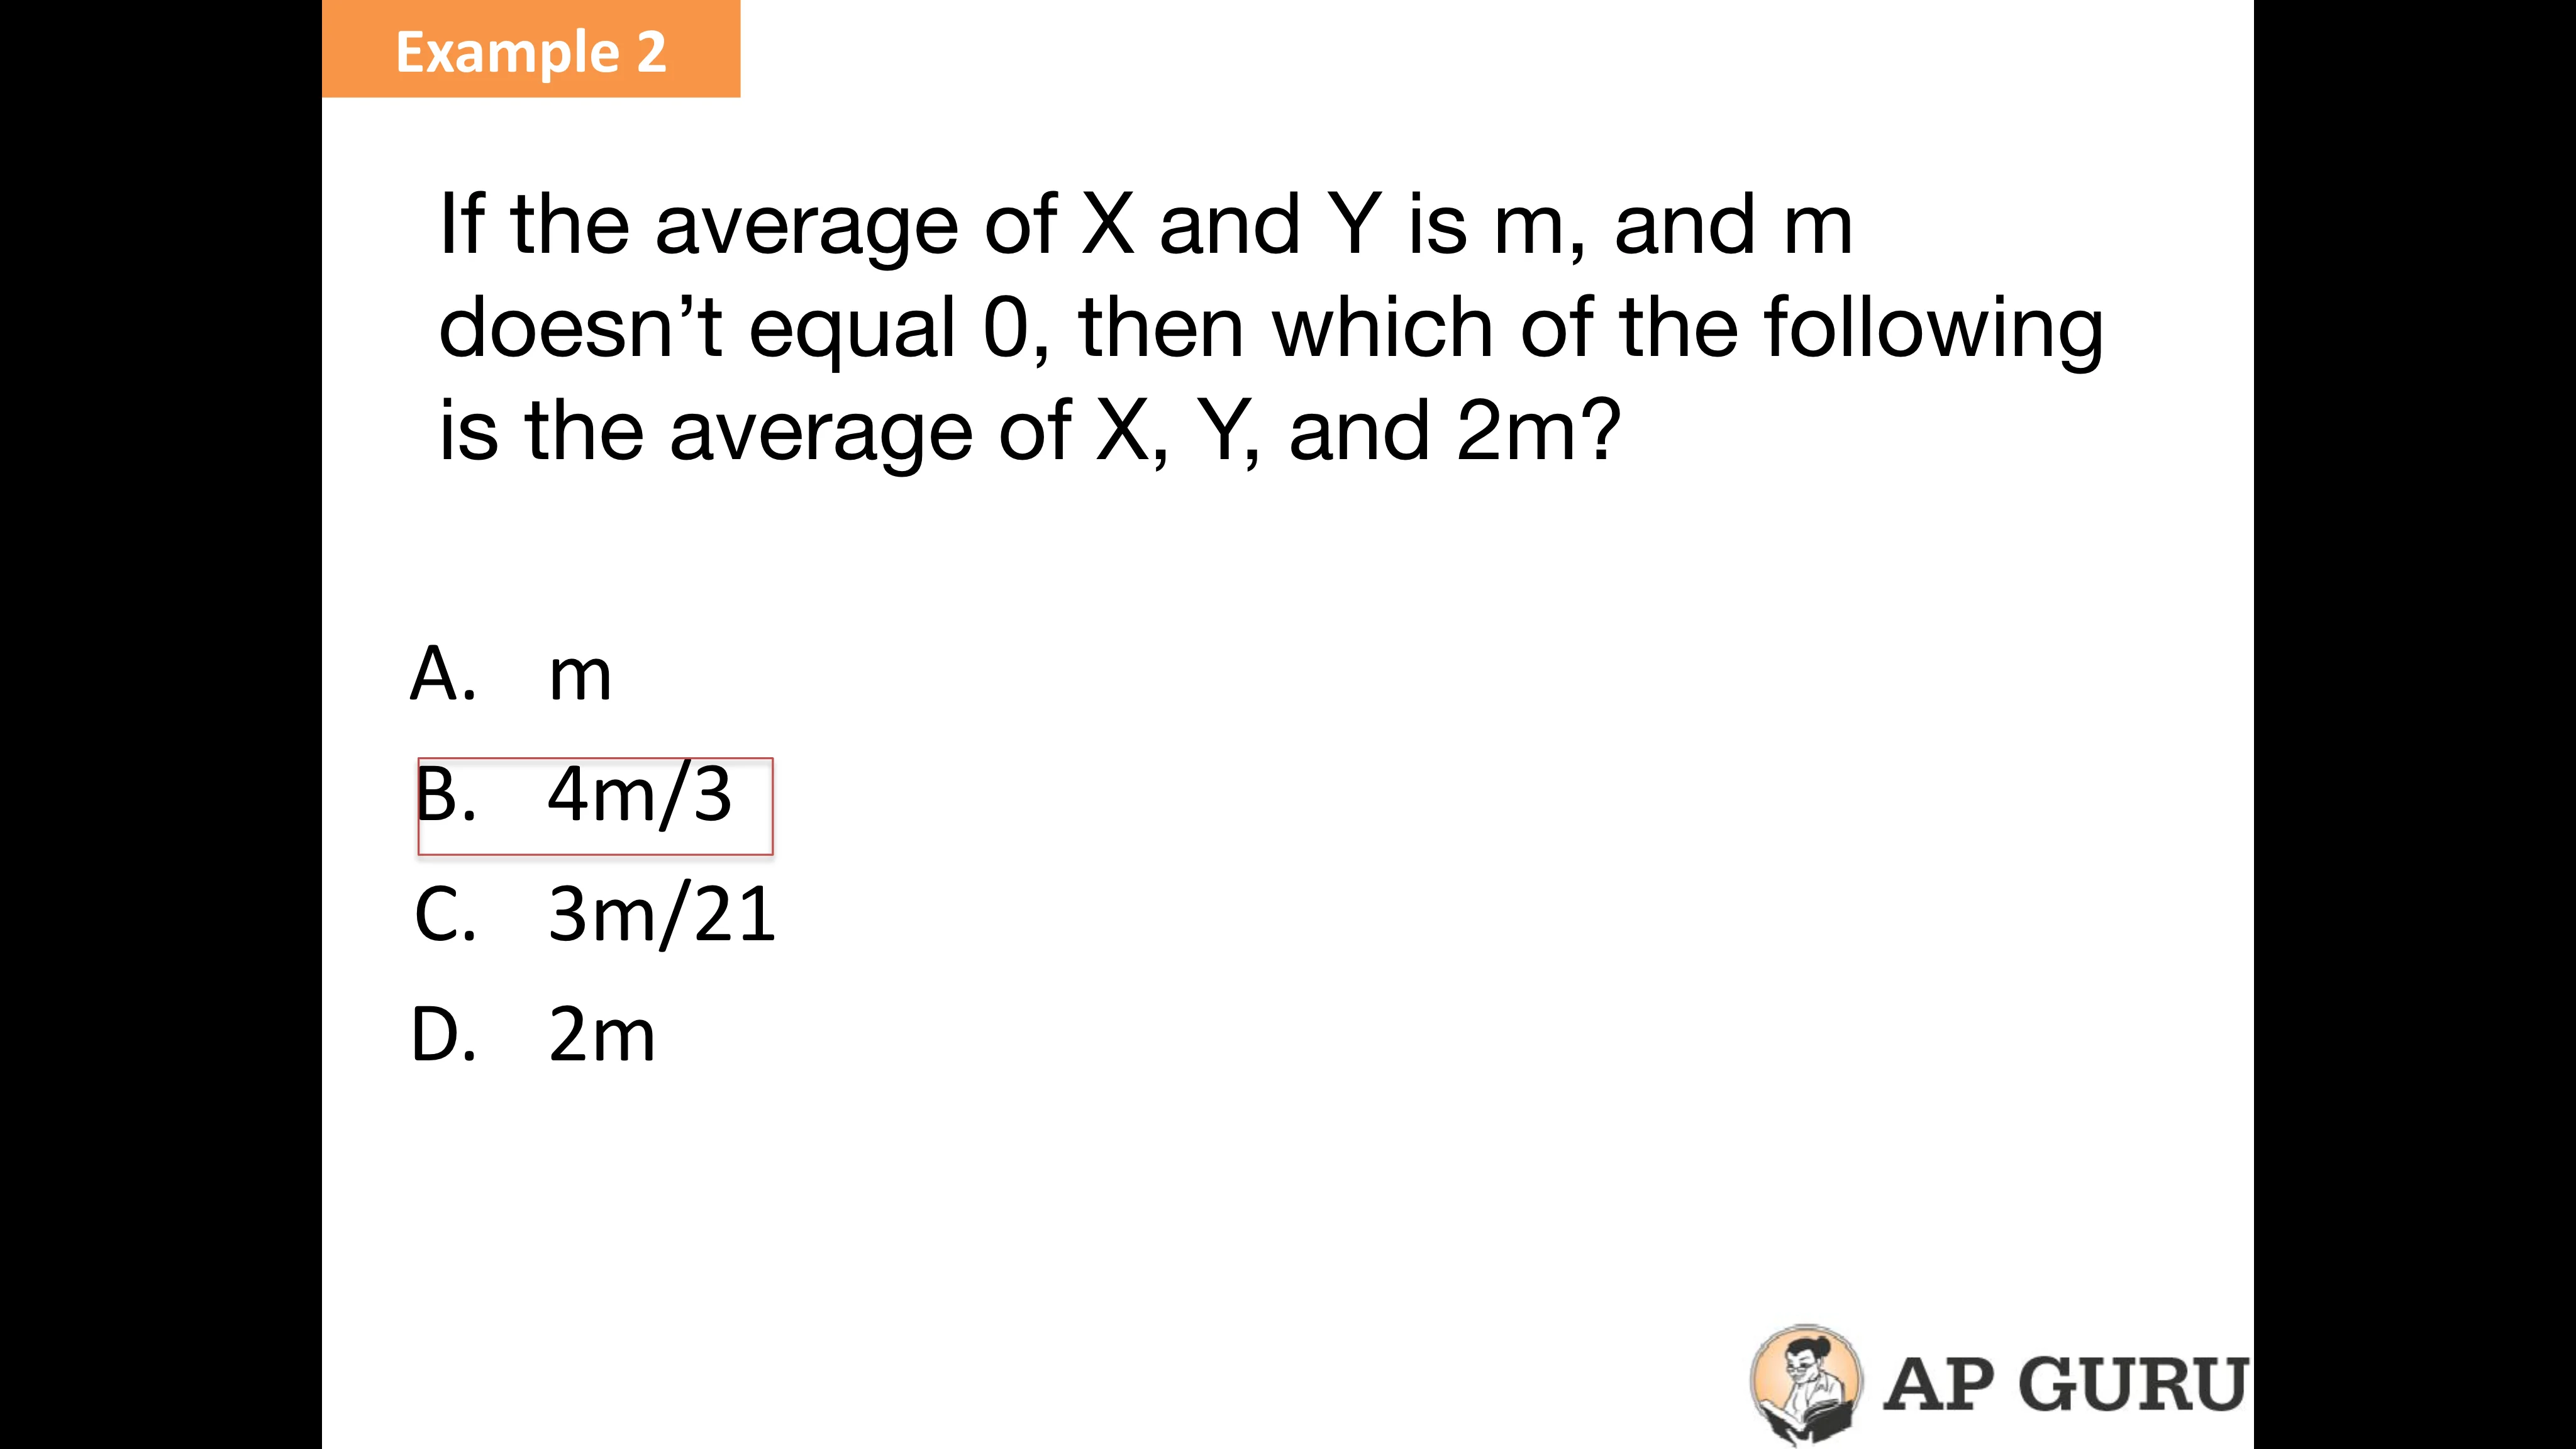 Example 2
If the average of X and Y is m, and m
doesn’t equal 0, then which of the following
is the average of X, Y, and 2m?
A. m
B. 4m/3
C. 3m/21
D. 2m
AP GURU